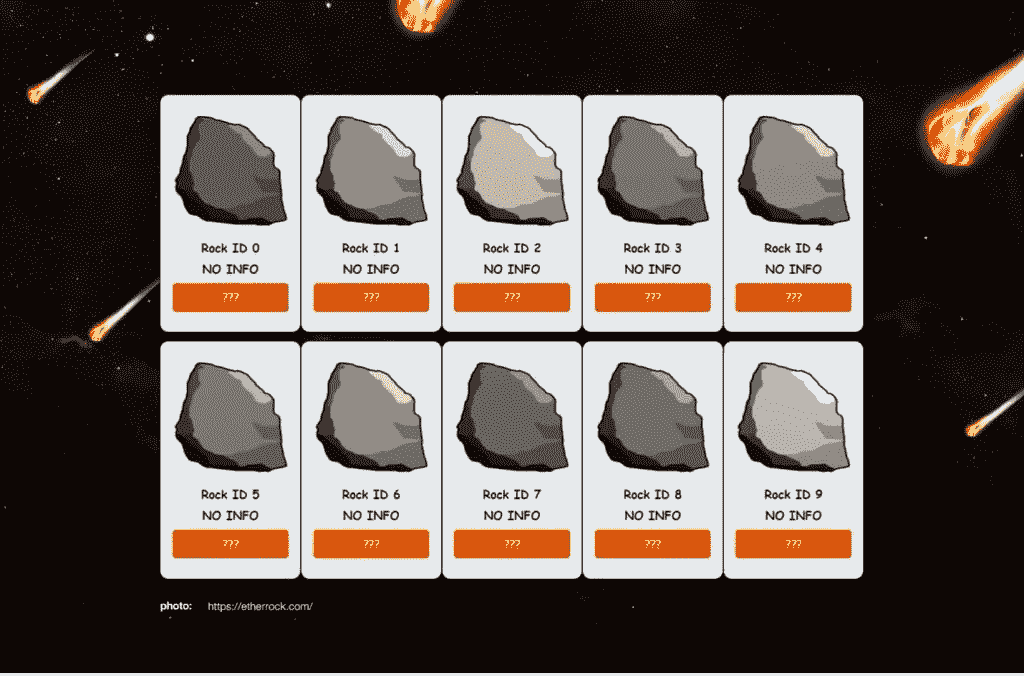 Rock ID 0 Rock ID 1 Rock ID 2 Rock ID 3 Rock ID 4
NO INFO NO INFO NO INFO NO INFO NO INFO
??? ??? ??? ??? ???
Rock ID 5 Rock ID 6 Rock ID 7 Rock ID 8 Rock ID 9
NO INFO NO INFO NO INFO NO INFO NO INFO
??? ??? ??? ??? ???
photo: https://etherrock.com/